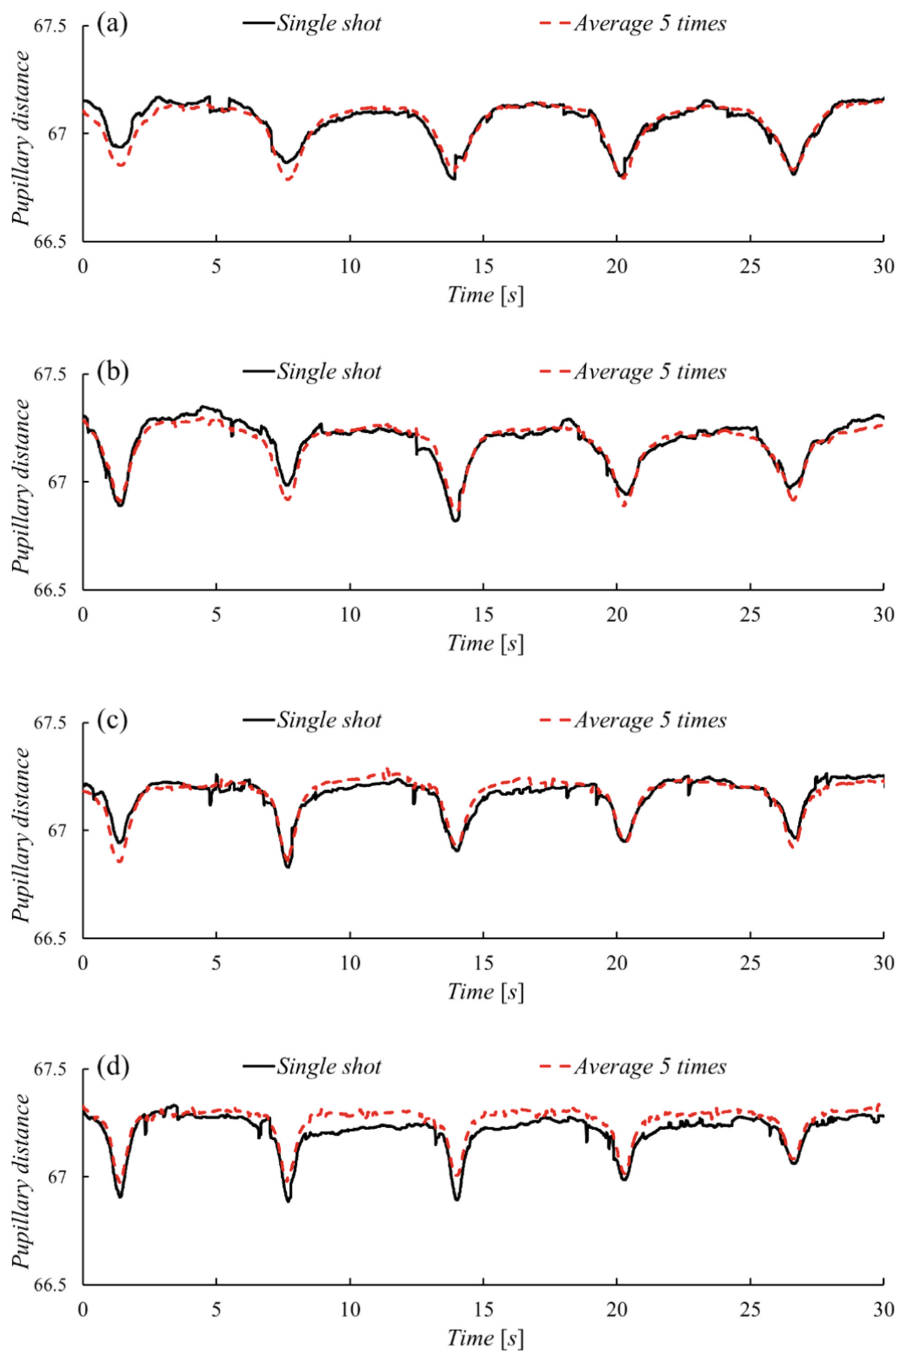 (a) Single shot Average 5 times
67.5
67
66.5
Pupillary distance
0 5 10 15 20 25 30
Time [s]
(b) Single shot Average 5 times
67.5
67
66.5
Pupillary distance
0 5 10 15 20 25 30
Time [s]
(c) Single shot Average 5 times
67.5
67
66.5
Pupillary distance
0 5 10 15 20 25 30
Time [s]
(d) Single shot Average 5 times
67.5
67
66.5
Pupillary distance
0 5 10 15 20 25 30
Time [s]